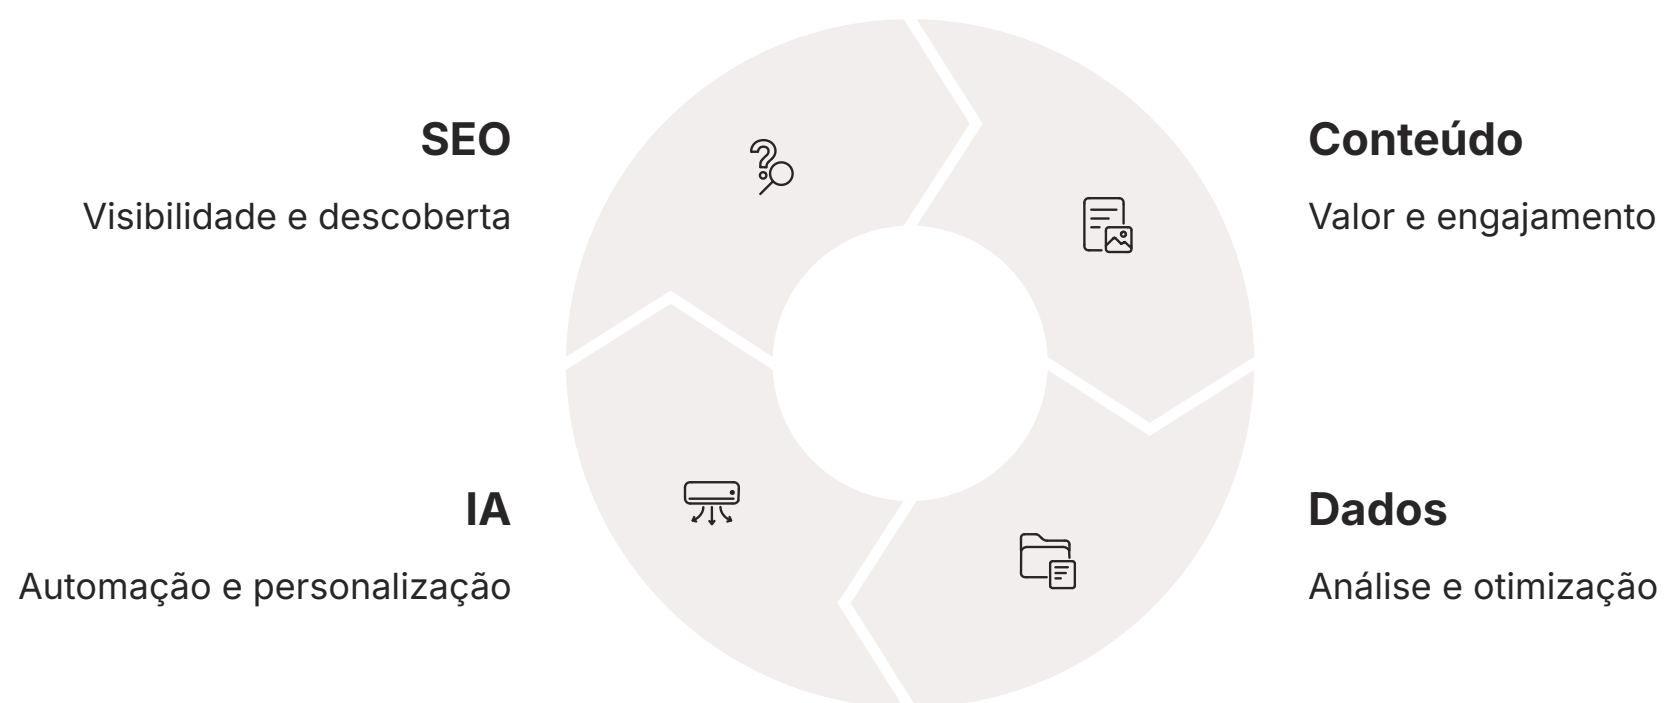 SEO
Visibilidade e descoberta
Conteúdo
Valor e engajamento
IA
Automação e personalização
Dados
Análise e otimização